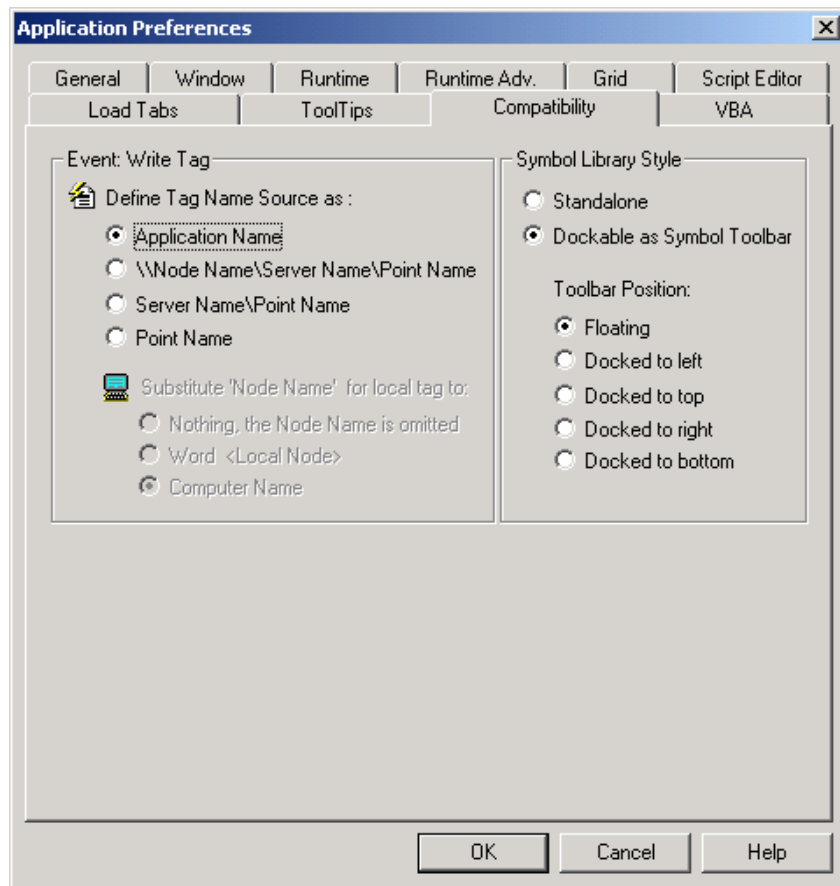 Application Preferences
General Window Runtime Runtime Adv. Grid Script Editor
Load Tabs ToolTips Compatibility VBA
Event: Write Tag
Define Tag Name Source as :
Application Name
\\Node Name\Server Name\Point Name
Server Name\Point Name
Point Name
Substitute 'Node Name' for local tag to:
Nothing, the Node Name is omitted
Word <Local Node>
Computer Name
Symbol Library Style
Standalone
Dockable as Symbol Toolbar
Toolbar Position:
Floating
Docked to left
Docked to top
Docked to right
Docked to bottom
OK Cancel Help